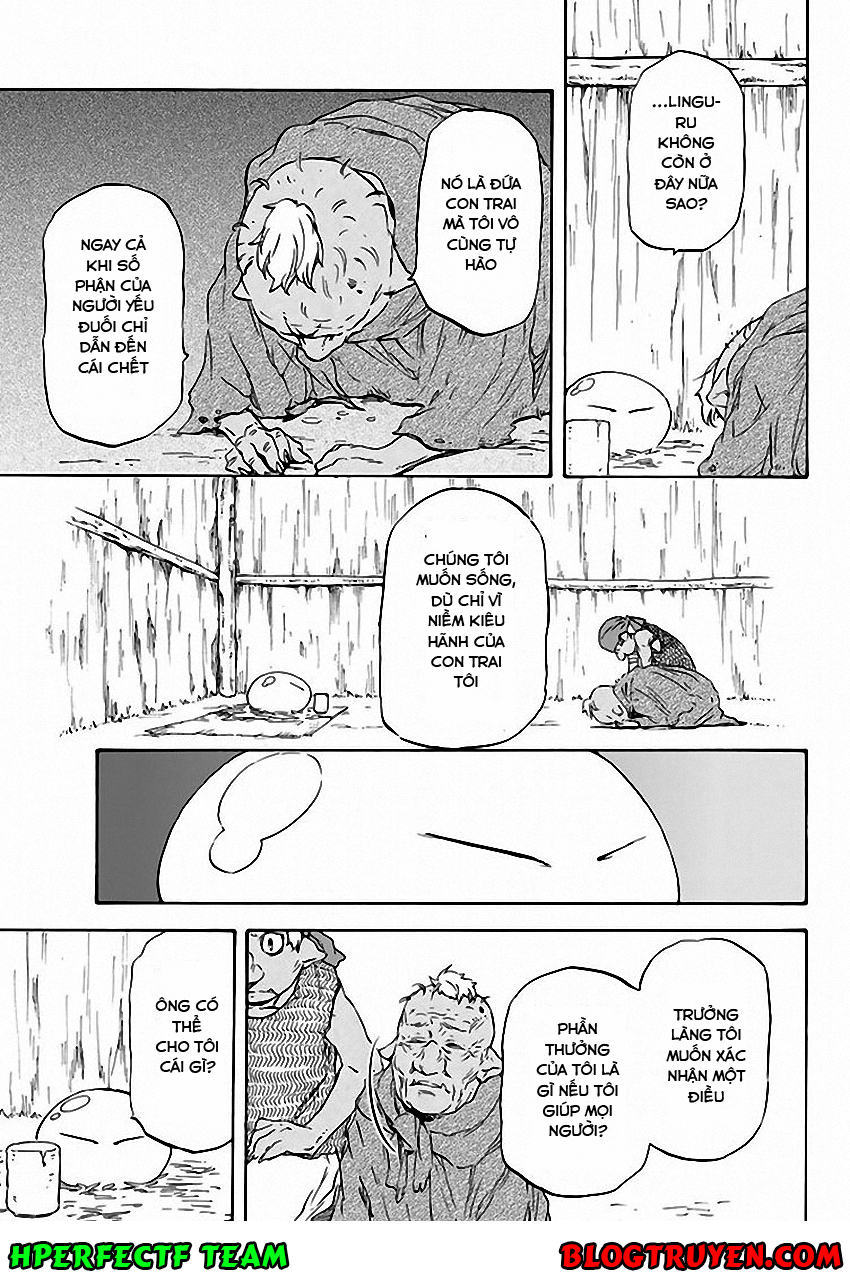 ...LINGU-
RU
KHÔNG
CÒN Ở
ĐÂY NỮA
SAO?
NÓ LÀ ĐỨA
CON TRAI
MÀ TÔI VÔ
CÙNG TỰ
HÀO
NGAY CẢ
KHI SỐ
PHẬN CỦA
NGƯỜI YẾU
ĐUỐI CHỈ
DẪN ĐẾN
CÁI CHẾT
CHÚNG TÔI
MUỐN SỐNG,
DÙ CHỈ VÌ
NIỀM KIÊU
HÃNH CỦA
CON TRAI
TÔI
TRƯỞNG
LÀNG TÔI
MUỐN XÁC
NHẬN MỘT
ĐIỀU
PHẦN
THƯỞNG
CỦA TÔI LÀ
GÌ NẾU TÔI
GIÚP MỌI
NGƯỜI?
ÔNG CÓ
THỂ
CHO TÔI
CÁI GÌ?
HPERFECTF TEAM
BLOGTRUYEN.COM